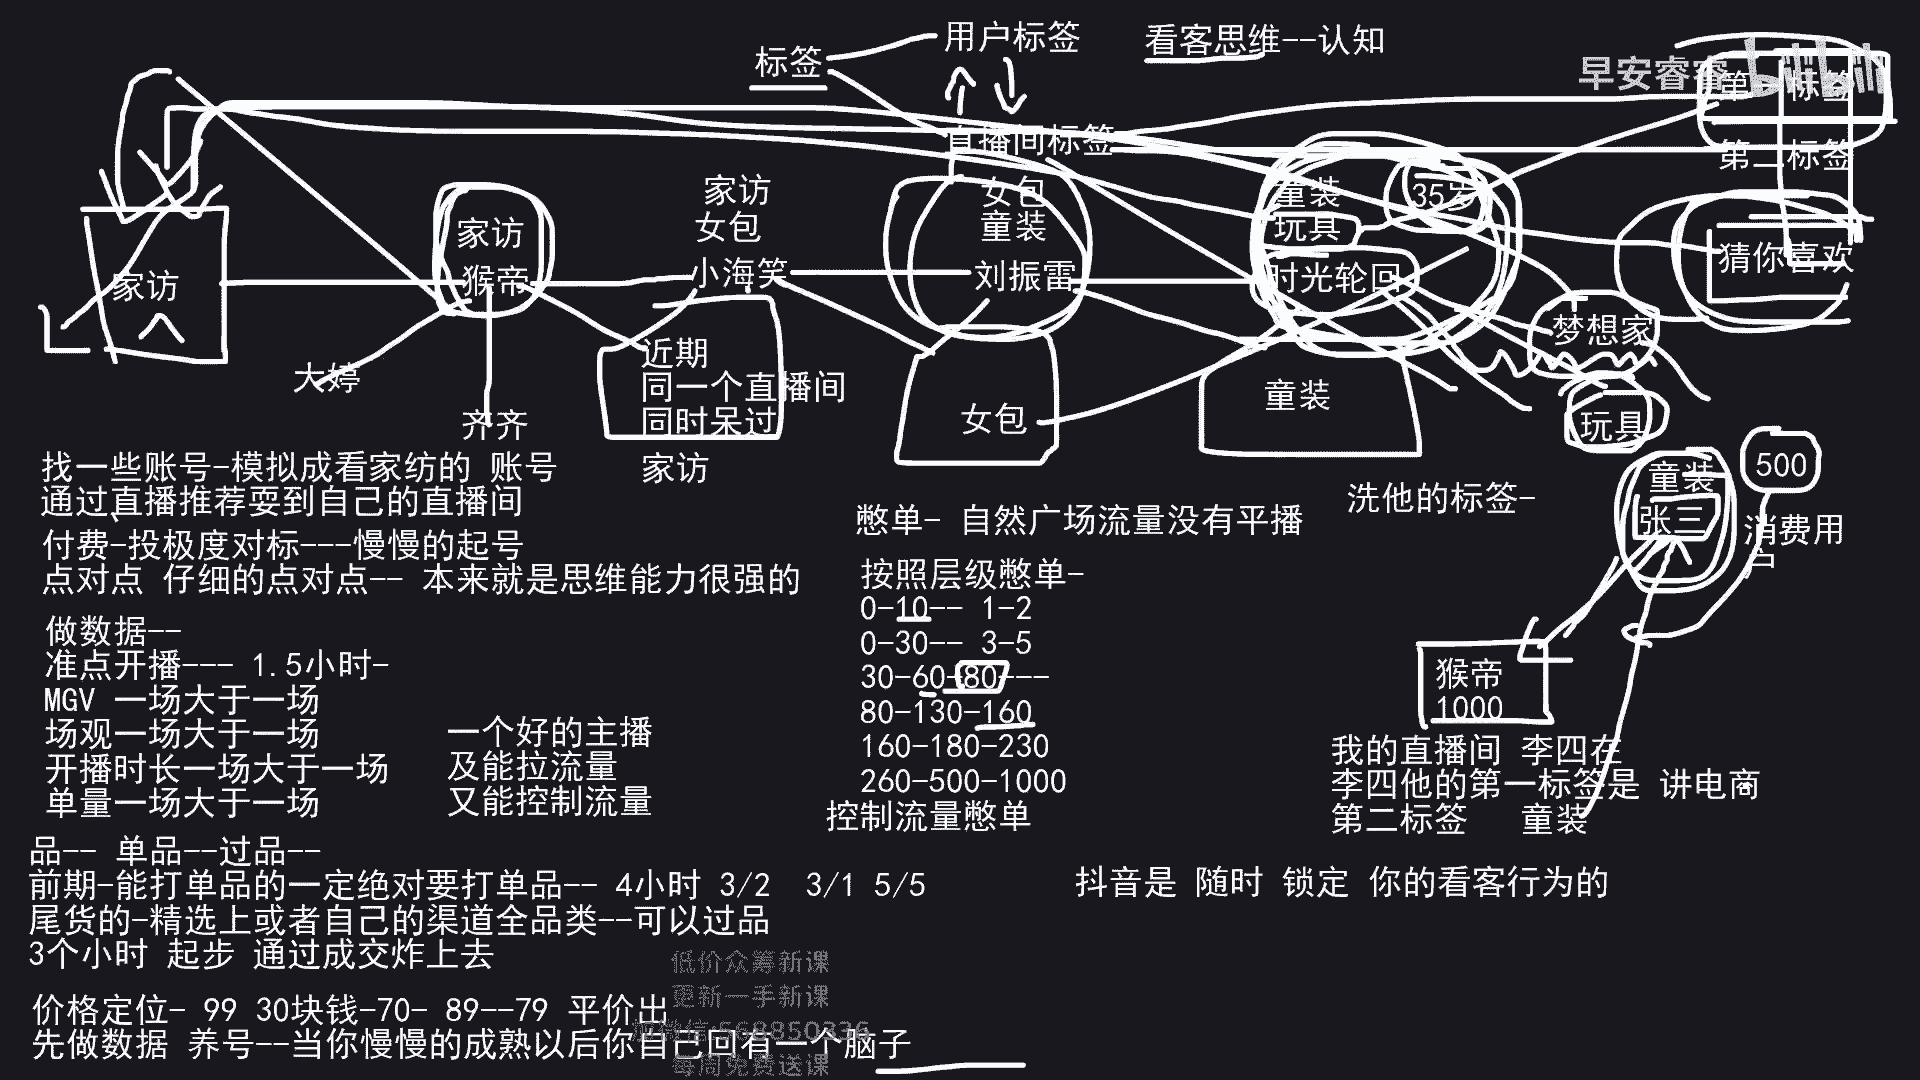 标签
用户标签
看客思维--认知
早安睿睿
bilibili
第一标签
直播间标签
第二标签
家访
猴帝
家访
家访
女包
小海笑
女包
童装
刘振雷
童装
玩具
时光轮回
35岁
猜你喜欢
梦想家
玩具
大婷
齐齐
近期
同一个直播间
同时呆过
家访
女包
童装
童装
张三
500
消费用
户
找一些账号-模拟成看家纺的 账号
通过直播推荐耍到自己的直播间
付费-投极度对标---慢慢的起号
点对点 仔细的点对点-- 本来就是思维能力很强的
憋单- 自然广场流量没有平播
洗他的标签-
按照层级憋单-
0-10-- 1-2
0-30-- 3-5
30-60-80---
80-130-160
160-180-230
260-500-1000
控制流量憋单
做数据--
准点开播--- 1.5小时-
MGV 一场大于一场
场观一场大于一场
开播时长一场大于一场
单量一场大于一场
一个好的主播
及能拉流量
又能控制流量
猴帝
1000
我的直播间 李四在
李四他的第一标签是 讲电商
第二标签 童装
品-- 单品--过品--
前期-能打单品的一定绝对要打单品-- 4小时 3/2 3/1 5/5
尾货的-精选上或者自己的渠道全品类--可以过品
3个小时 起步 通过成交炸上去
抖音是 随时 锁定 你的看客行为的
价格定位- 99 30块钱-70- 89--79 平价出
先做数据 养号--当你慢慢的成熟以后你自己回有一个脑子
低价众筹新课
更新一手新课
加微信:568850336
每周免费送课